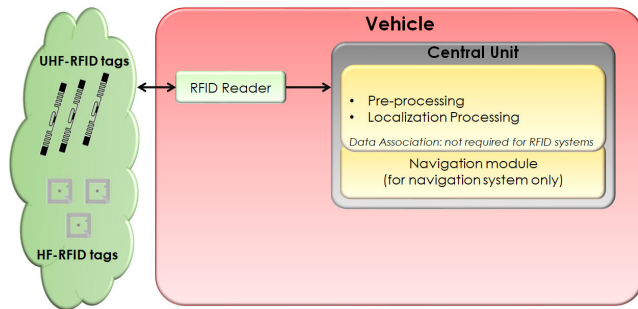 Vehicle
UHF-RFID tags
RFID Reader
Central Unit
• Pre-processing
• Localization Processing
Data Association: not required for RFID systems
Navigation module
(for navigation system only)
HF-RFID tags